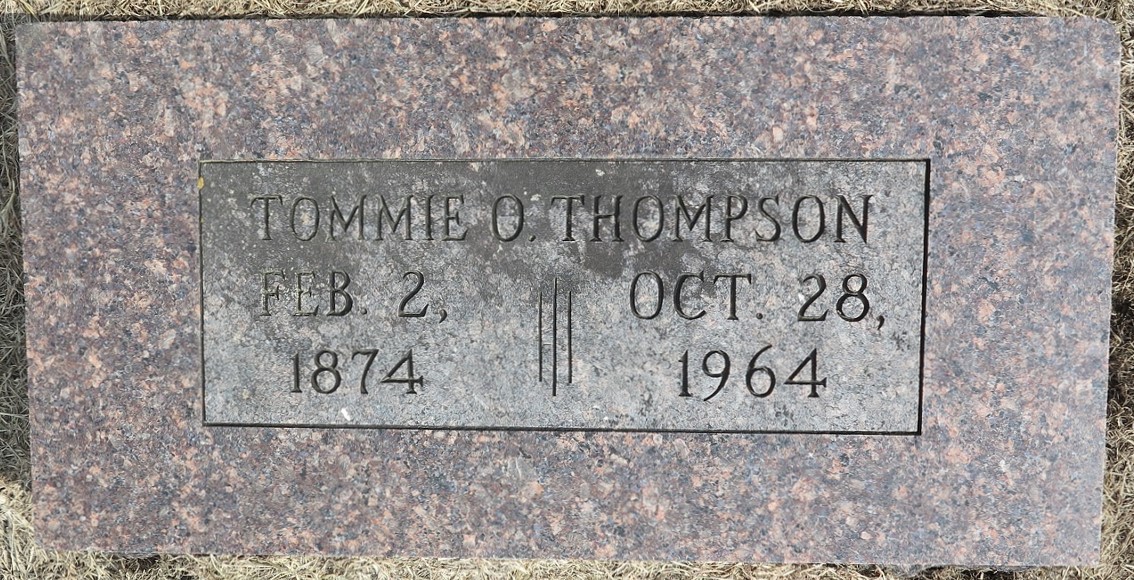 TOMMIE O. THOMPSON
FEB. 2,
1874
OCT. 28,
1964